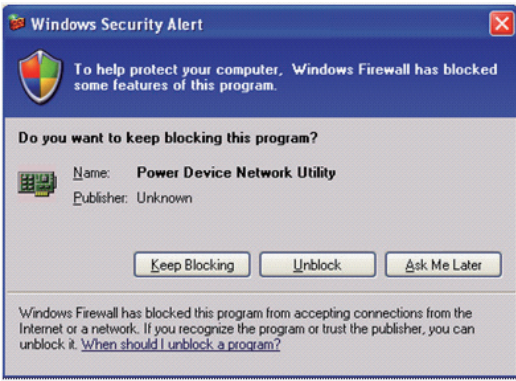 Windows Security Alert
To help protect your computer, Windows Firewall has blocked
some features of this program.
Do you want to keep blocking this program?
Name: Power Device Network Utility
Publisher: Unknown
Keep Blocking Unblock Ask Me Later
Windows Firewall has blocked this program from accepting connections from the
Internet or a network. If you recognize the program or trust the publisher, you can
unblock it. When should I unblock a program?